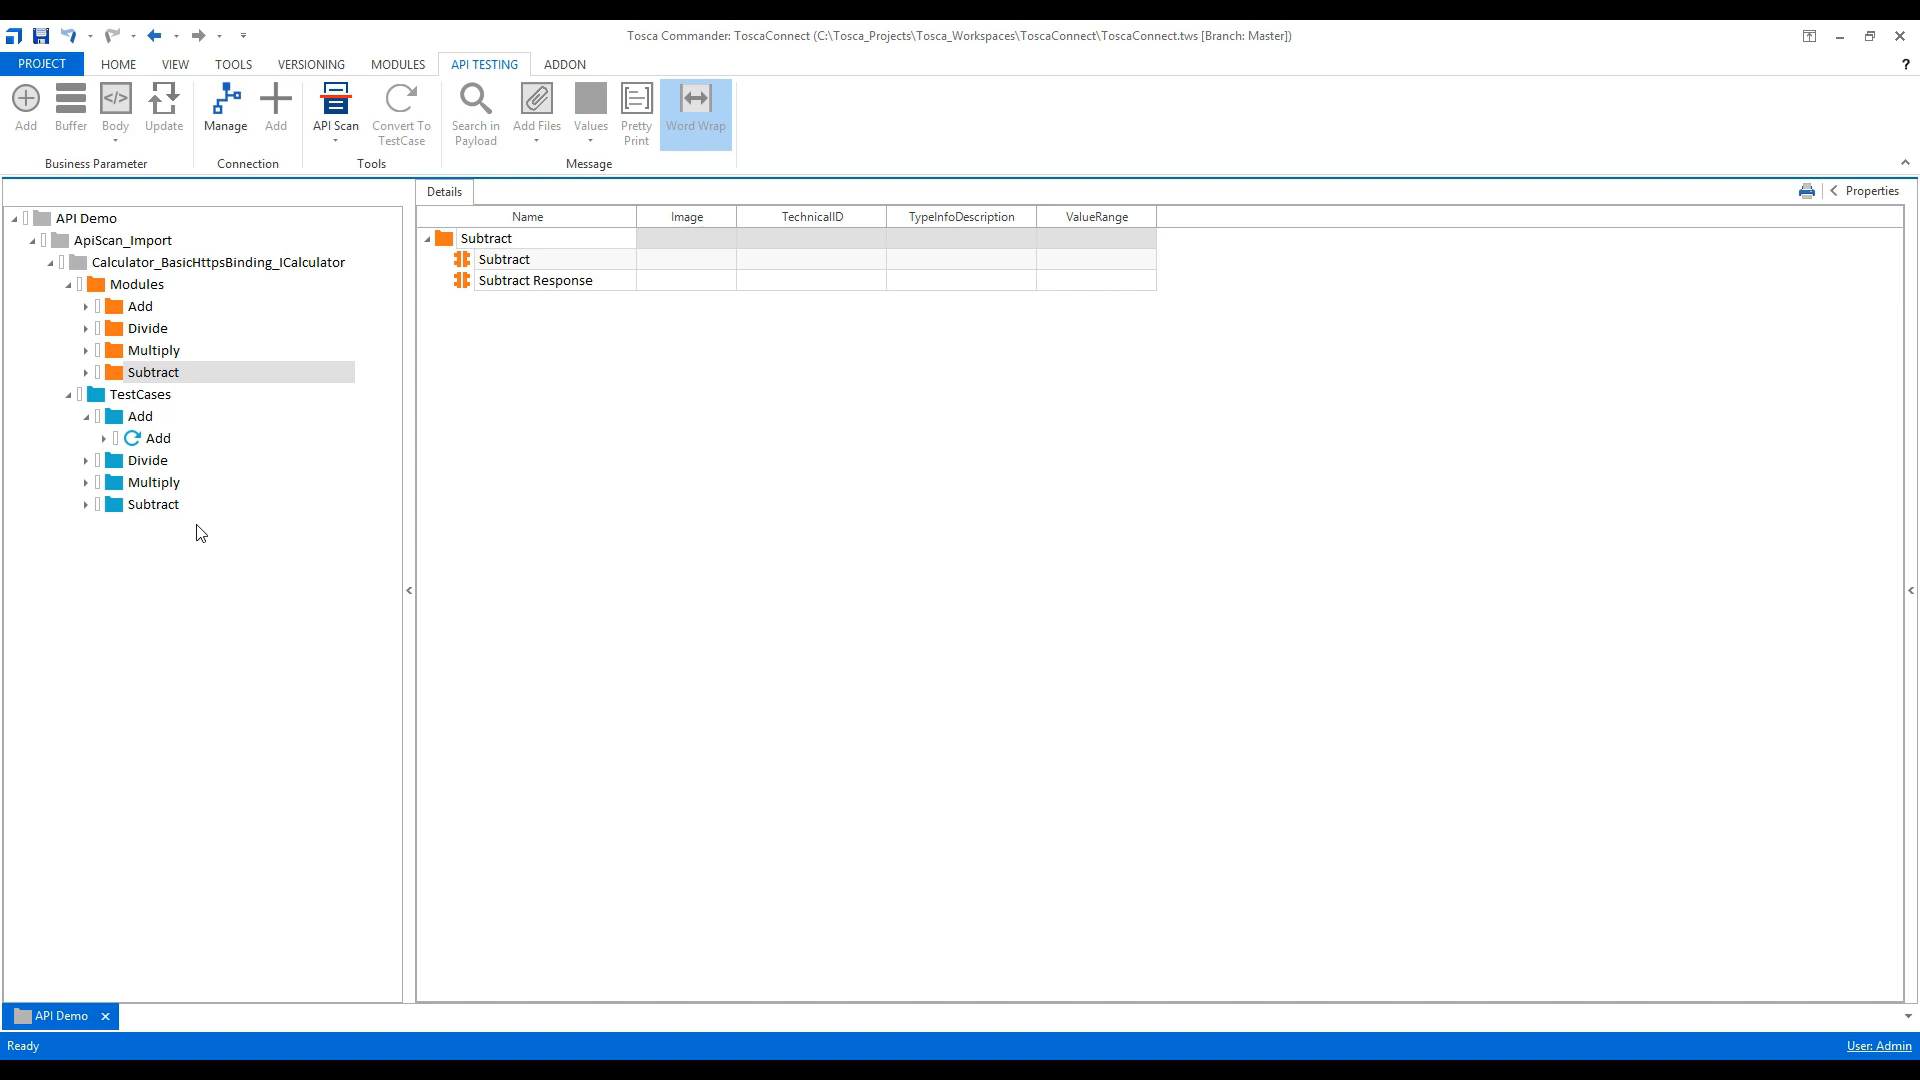 Tosca Commander: ToscaConnect (C:\Tosca_Projects\Tosca_Workspaces\ToscaConnect\ToscaConnect.tws [Branch: Master])
PROJECT HOME VIEW TOOLS VERSIONING MODULES API TESTING ADDON ?
Add Buffer Body Update Manage Add API Scan Convert To TestCase Search in Payload Add Files Values Pretty Print Word Wrap
Business Parameter Connection Tools Message
Details Properties
Name Image TechnicalID TypeInfoDescription ValueRange
API Demo
ApiScan_Import
Calculator_BasicHttpsBinding_ICalculator
Modules
Add
Divide
Multiply
Subtract
TestCases
Add
Add
Divide
Multiply
Subtract
Subtract
Subtract
Subtract Response
API Demo
Ready User: Admin